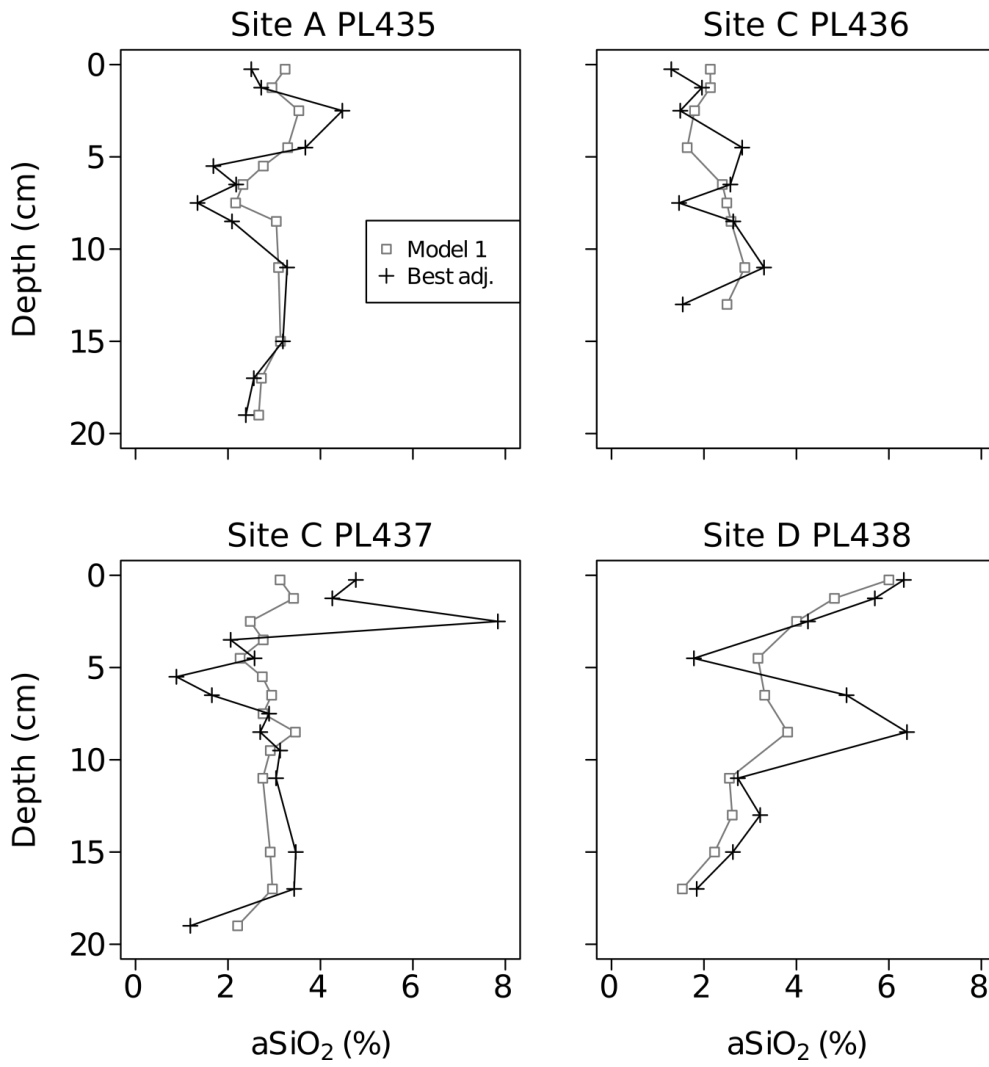 Site A PL435
Site C PL436
Depth (cm)
0
5
10
15
20
Model 1
Best adj.
Site C PL437
Site D PL438
Depth (cm)
0
5
10
15
20
0 2 4 6 8
0 2 4 6 8
aSiO₂ (%)
aSiO₂ (%)